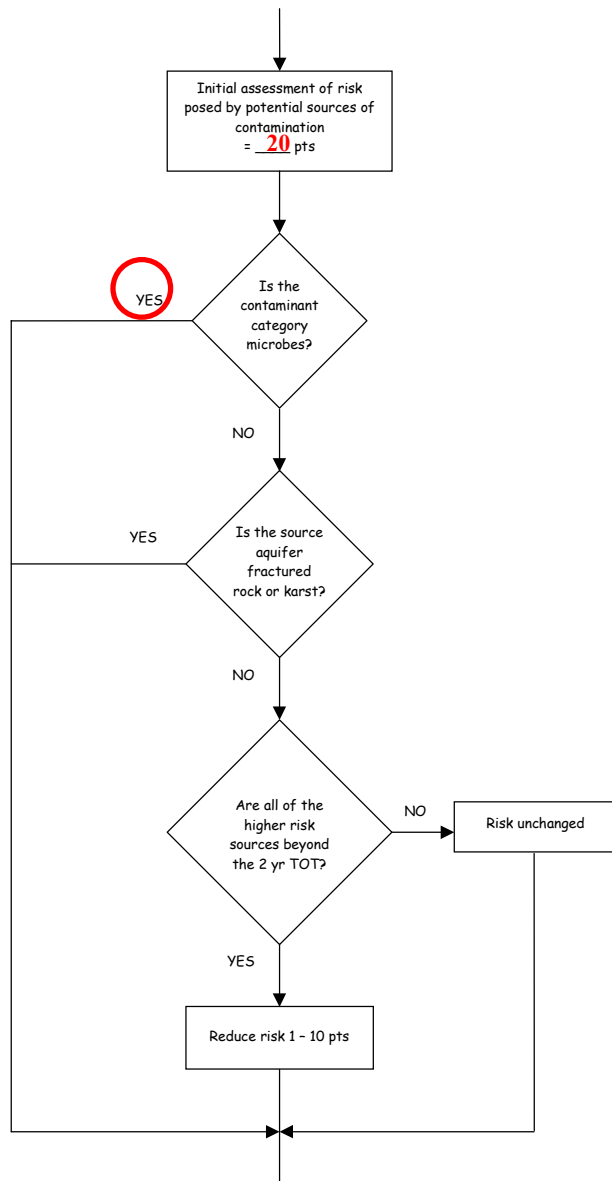 Initial assessment of risk
posed by potential sources of
contamination
= __20__ pts
YES
Is the
contaminant
category
microbes?
NO
YES
Is the source
aquifer
fractured
rock or karst?
NO
Are all of the
higher risk
sources beyond
the 2 yr TOT?
NO
Risk unchanged
YES
Reduce risk 1 – 10 pts